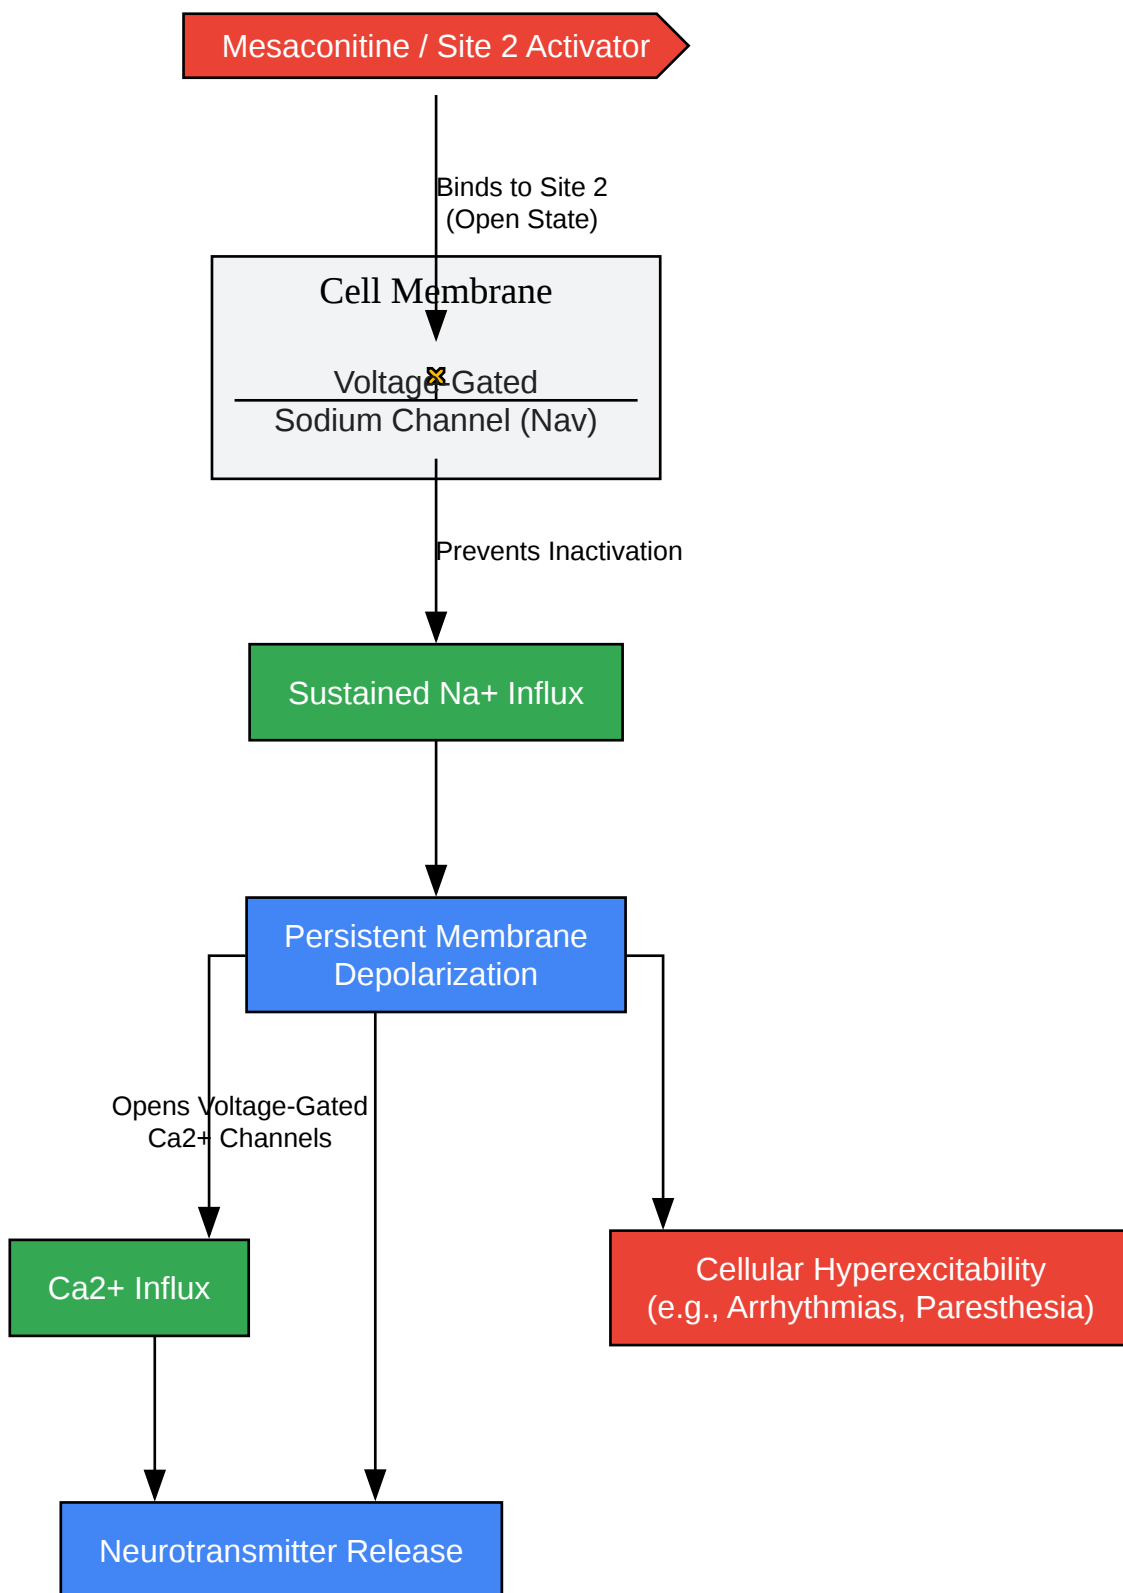 Mesaconitine / Site 2 Activator
Binds to Site 2
(Open State)
Cell Membrane
Voltage-Gated
Sodium Channel (Nav)
Prevents Inactivation
Sustained Na+ Influx
Persistent Membrane
Depolarization
Opens Voltage-Gated
Ca2+ Channels
Ca2+ Influx
Cellular Hyperexcitability
(e.g., Arrhythmias, Paresthesia)
Neurotransmitter Release